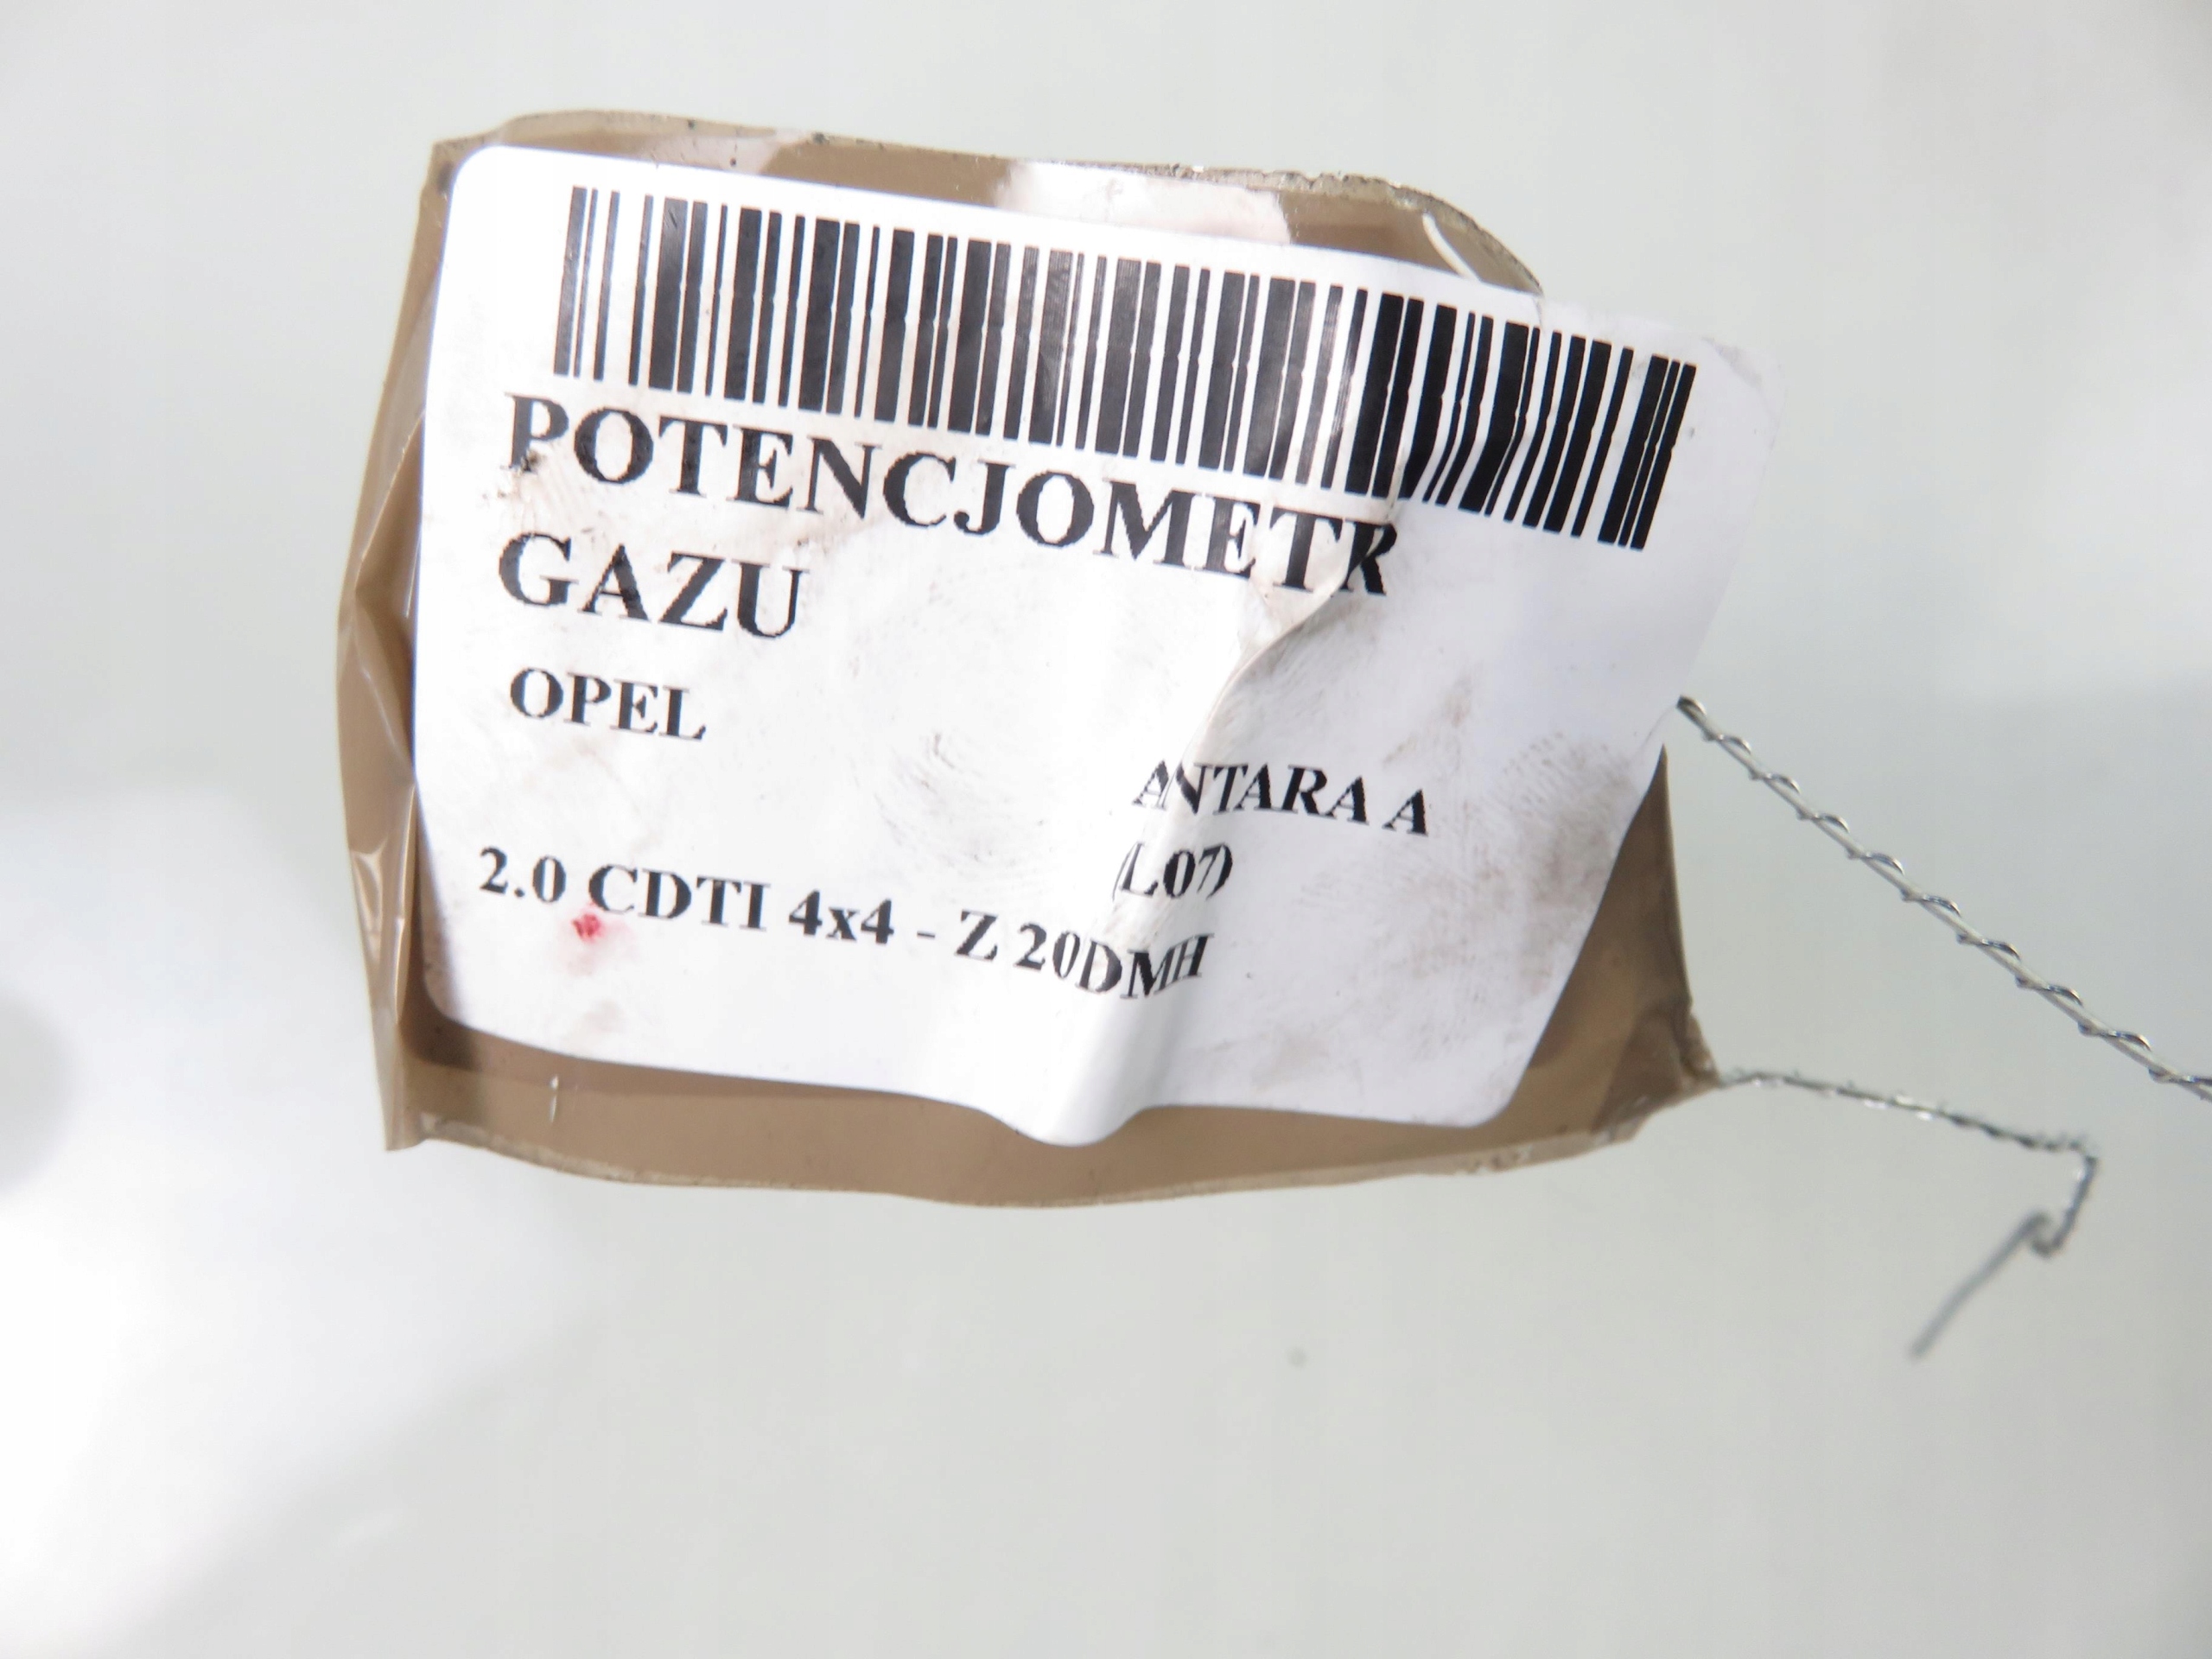 POTENCJOMETR
GAZU
OPEL
ANTARA A
(L07)
2.0 CDTI 4x4 - Z 20DMH